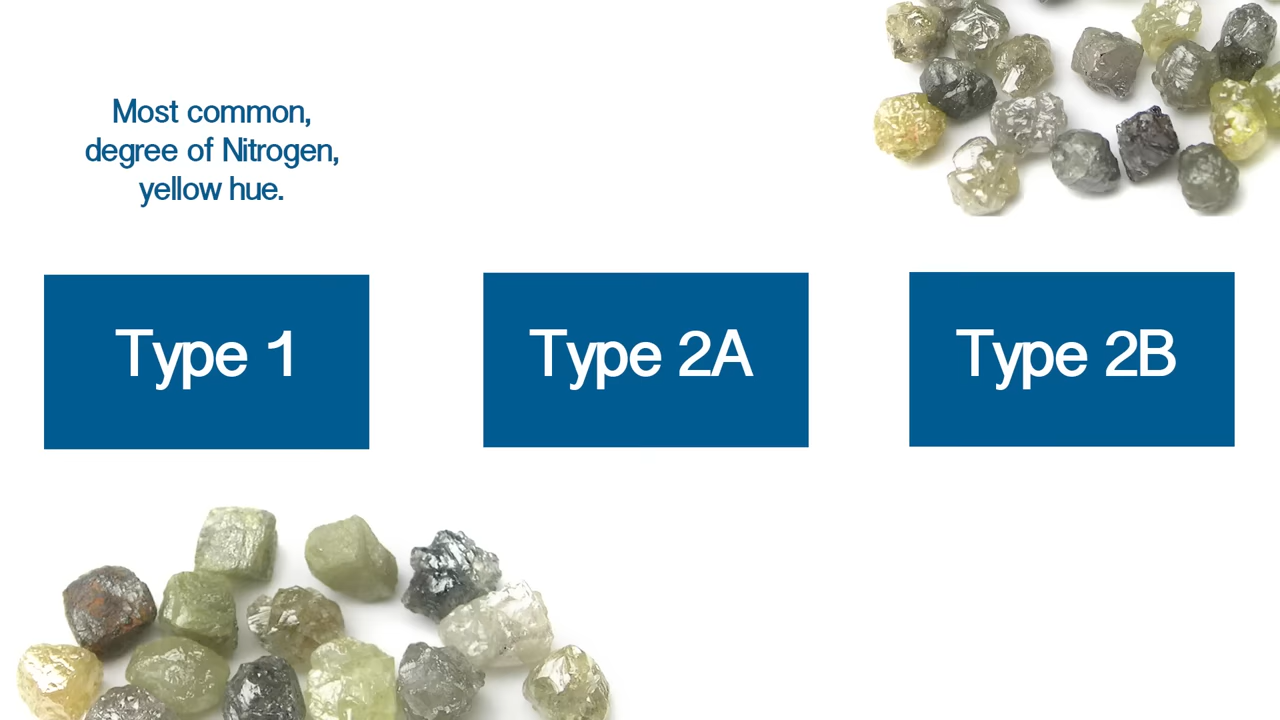 Most common,
degree of Nitrogen,
yellow hue.
Type 1
Type 2A
Type 2B